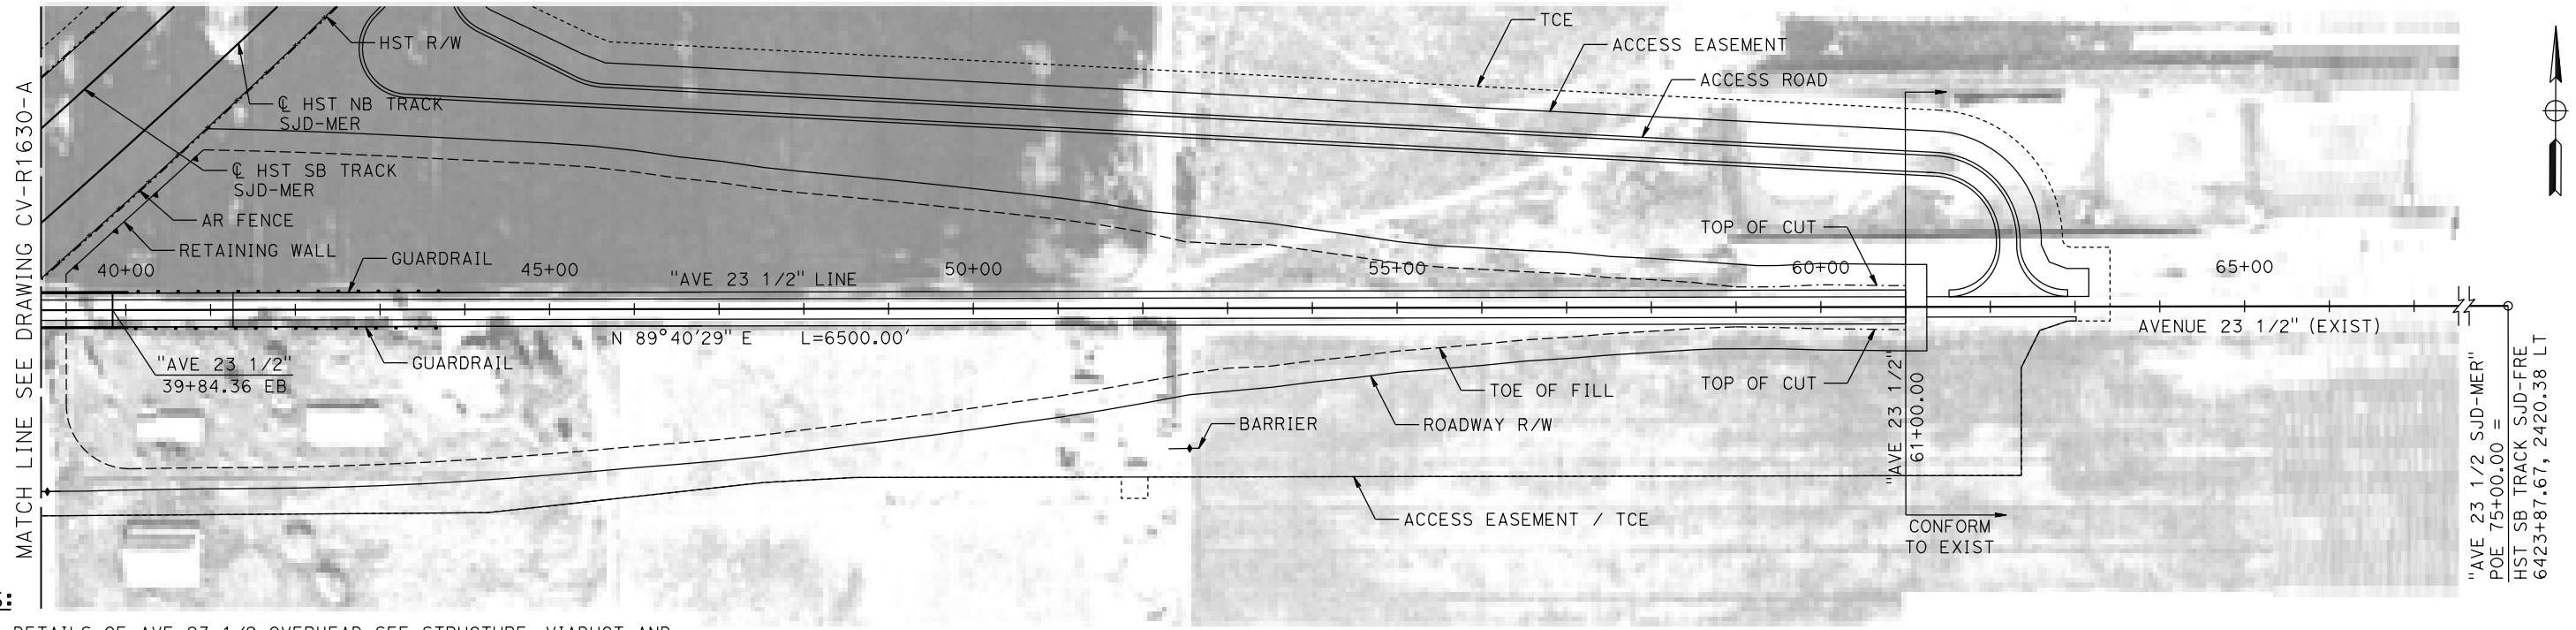 TCE
HST R/W
ACCESS EASEMENT
ACCESS ROAD
℄ HST NB TRACK
SJD-MER
℄ HST SB TRACK
SJD-MER
AR FENCE
RETAINING WALL
TOP OF CUT
GUARDRAIL
40+00
45+00
50+00
55+00
60+00
65+00
"AVE 23 1/2" LINE
N 89°40'29" E L=6500.00'
AVENUE 23 1/2" (EXIST)
"AVE 23 1/2"
39+84.36 EB
GUARDRAIL
TOE OF FILL
TOP OF CUT
ROADWAY R/W
BARRIER
"AVE 23 1/2"
61+00.00
ACCESS EASEMENT / TCE
CONFORM
TO EXIST
MATCH LINE SEE DRAWING CV-R1630-A
"AVE 23 1/2 SJD-MER"
POE 75+00.00 =
HST SB TRACK SJD-FRE
6423+87.67, 2420.38 LT